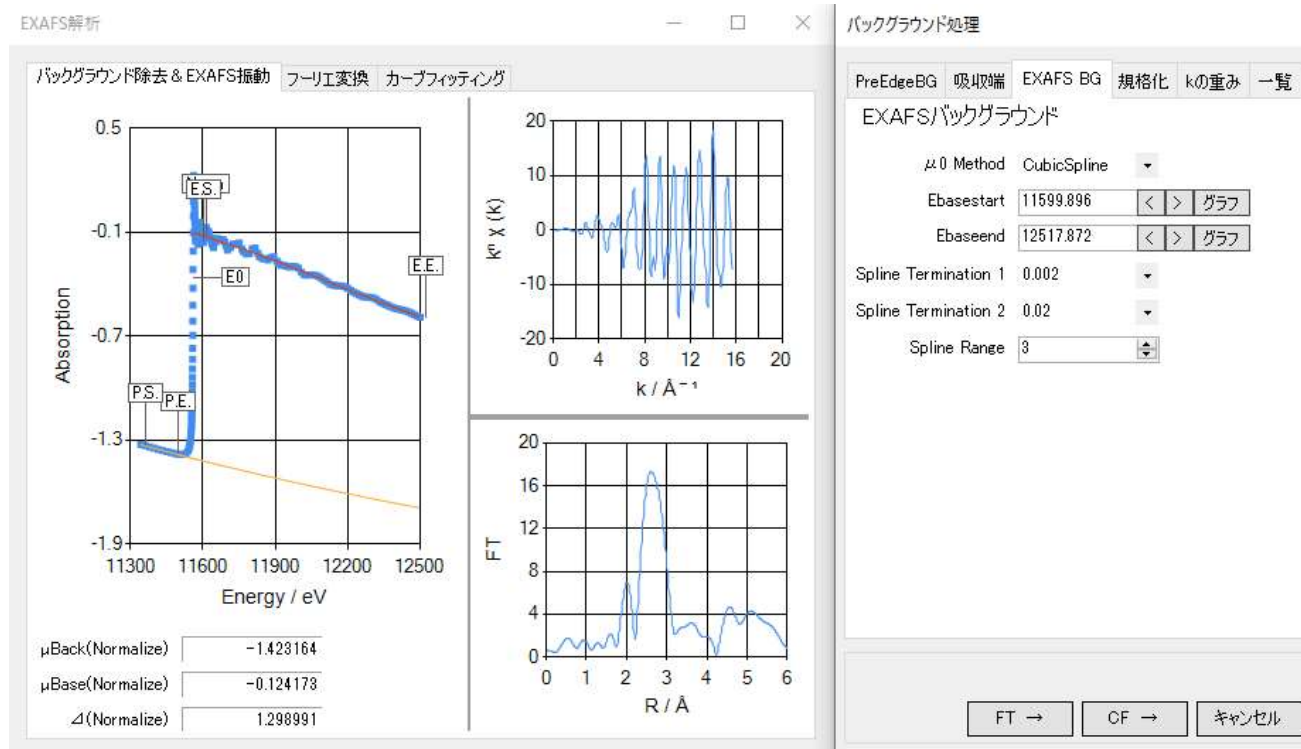 EXAFS解析
バックグラウンド除去＆EXAFS振動 フーリエ変換 カーブフィッティング
0.5
-0.1
-0.7
-1.3
-1.9
Absorption
E.S.
E0
E.E.
P.S.
P.E.
11300 11600 11900 12200 12500
Energy / eV
μBack(Normalize) -1.423164
μBase(Normalize) -0.124173
⊿(Normalize) 1.298991
20
10
0
-10
-20
kⁿ χ (k)
0 4 8 12 16 20
k / Å⁻¹
20
16
12
8
4
0
FT
0 1 2 3 4 5 6
R / Å
バックグラウンド処理
PreEdgeBG 吸収端 EXAFS BG 規格化 kの重み 一覧
EXAFSバックグラウンド
μ0 Method CubicSpline
Ebasestart 11599.896 < > グラフ
Ebaseend 12517.872 < > グラフ
Spline Termination 1 0.002
Spline Termination 2 0.02
Spline Range 3
FT → CF → キャンセル